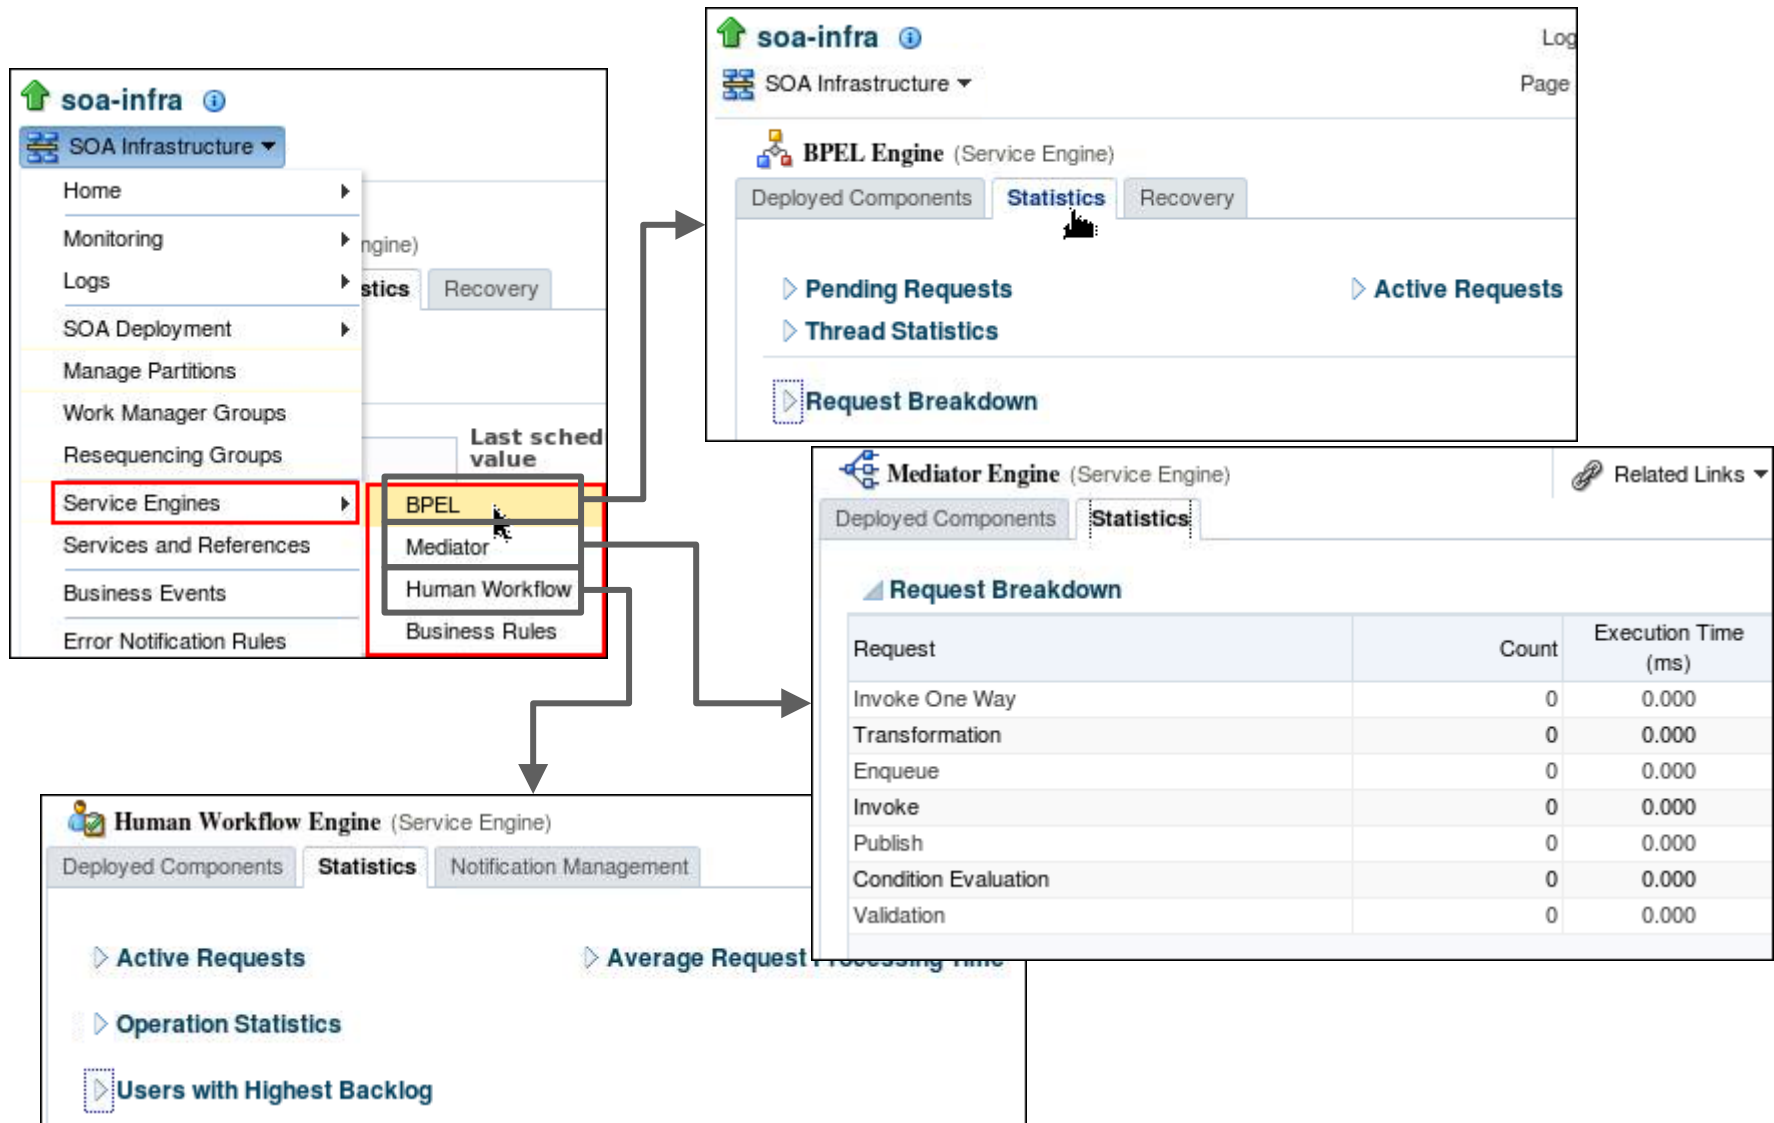 soa-infra
SOA Infrastructure
Home
Monitoring
Logs
SOA Deployment
Manage Partitions
Work Manager Groups
Resequencing Groups
Service Engines
Services and References
Business Events
Error Notification Rules
ngine)
stics
Recovery
Last sched
value
BPEL
Mediator
Human Workflow
Business Rules
soa-infra
Log
SOA Infrastructure
Page
BPEL Engine (Service Engine)
Deployed Components Statistics Recovery
Pending Requests Active Requests
Thread Statistics
Request Breakdown
Mediator Engine (Service Engine) Related Links
Deployed Components Statistics
Request Breakdown
Request Count Execution Time (ms)
Invoke One Way 0 0.000
Transformation 0 0.000
Enqueue 0 0.000
Invoke 0 0.000
Publish 0 0.000
Condition Evaluation 0 0.000
Validation 0 0.000
Human Workflow Engine (Service Engine)
Deployed Components Statistics Notification Management
Active Requests Average Request Processing Time
Operation Statistics
Users with Highest Backlog